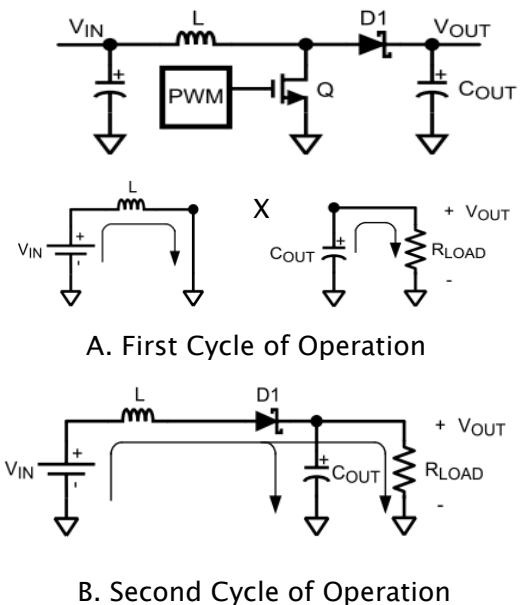 VIN L D1 VOUT
+ PWM Q + COUT
L X + VOUT
VIN + - COUT + RLOAD
-
A. First Cycle of Operation
L D1 + VOUT
VIN + - + COUT RLOAD
-
B. Second Cycle of Operation